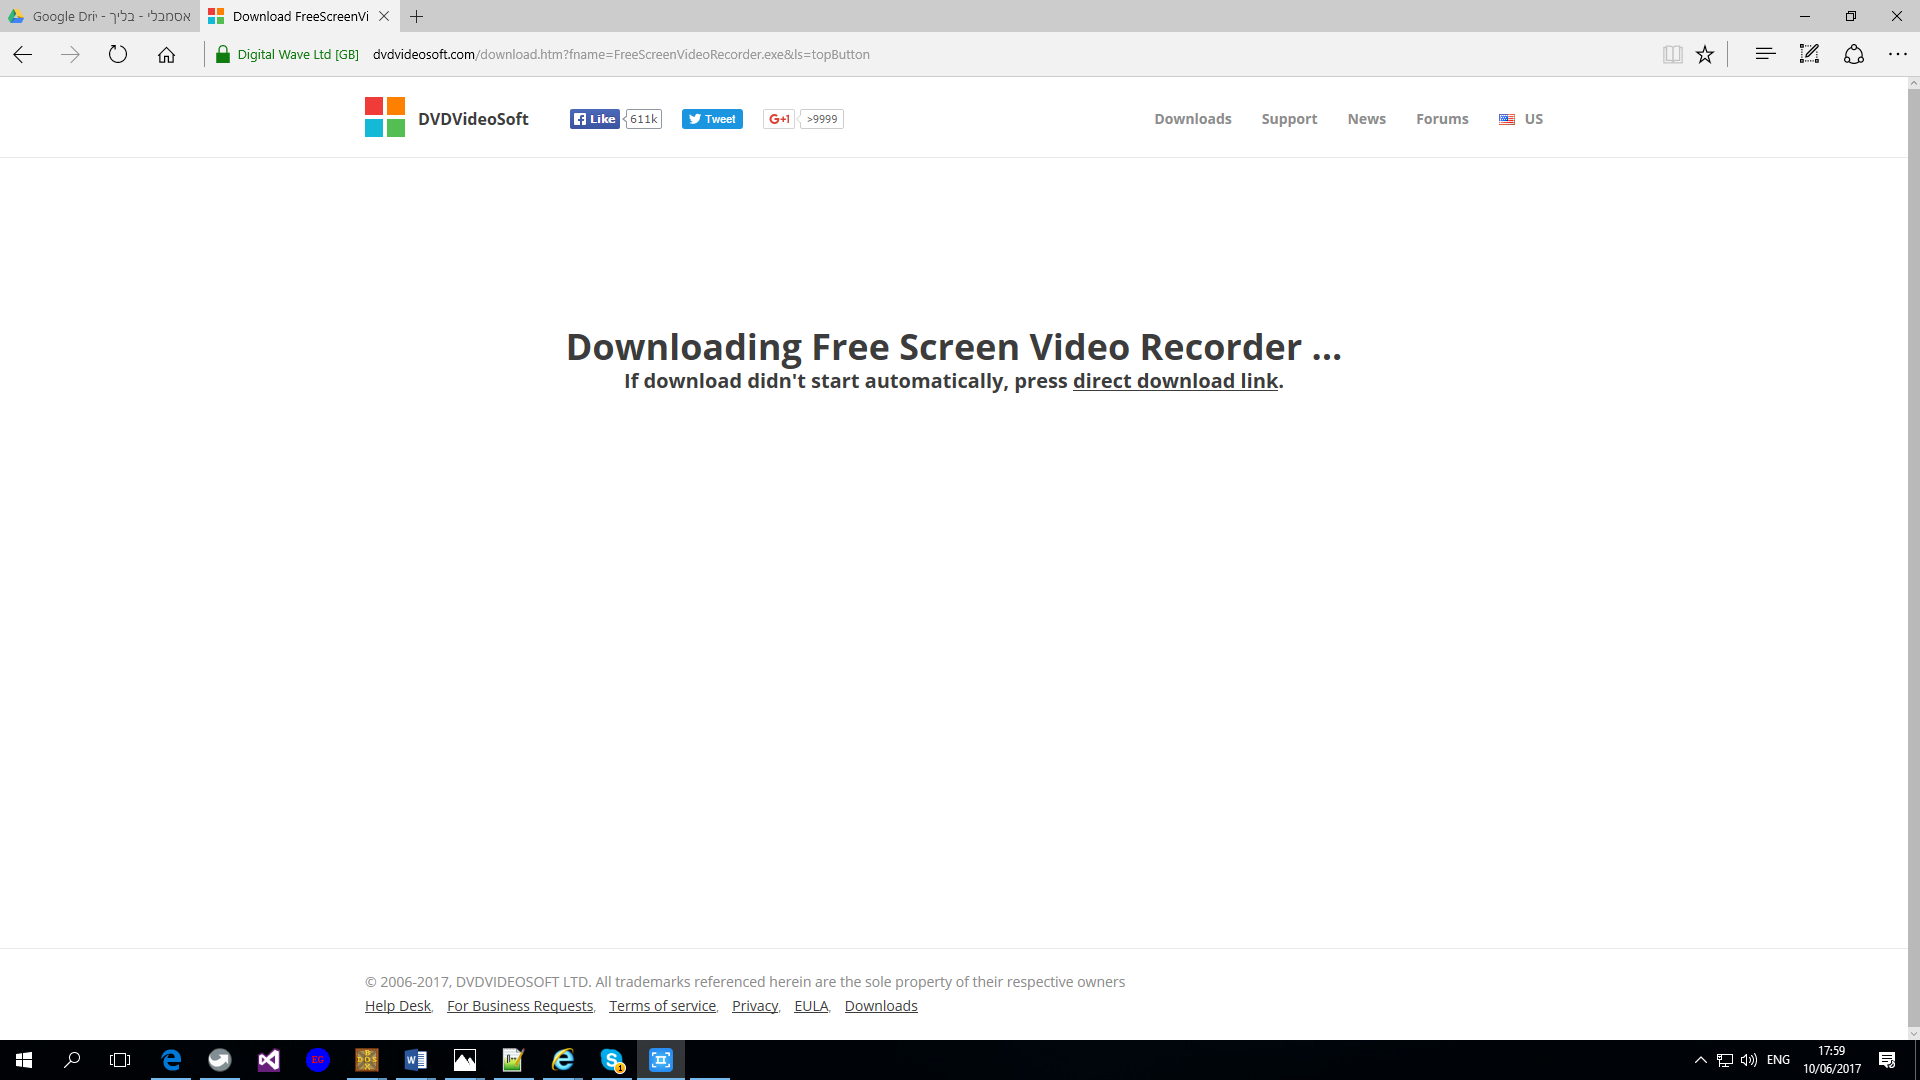 אסמבלי - בליך - Google Dri
Download FreeScreenVi
Digital Wave Ltd [GB] dvdvideosoft.com/download.htm?fname=FreeScreenVideoRecorder.exe&ls=topButton
DVDVideoSoft Like 611k Tweet G+1 >9999 Downloads Support News Forums US
Downloading Free Screen Video Recorder ...
If download didn't start automatically, press direct download link.
© 2006-2017, DVDVIDEOSOFT LTD. All trademarks referenced herein are the sole property of their respective owners
Help Desk, For Business Requests, Terms of service, Privacy, EULA, Downloads
EG DOS BOX W 1 ENG 17:59
10/06/2017